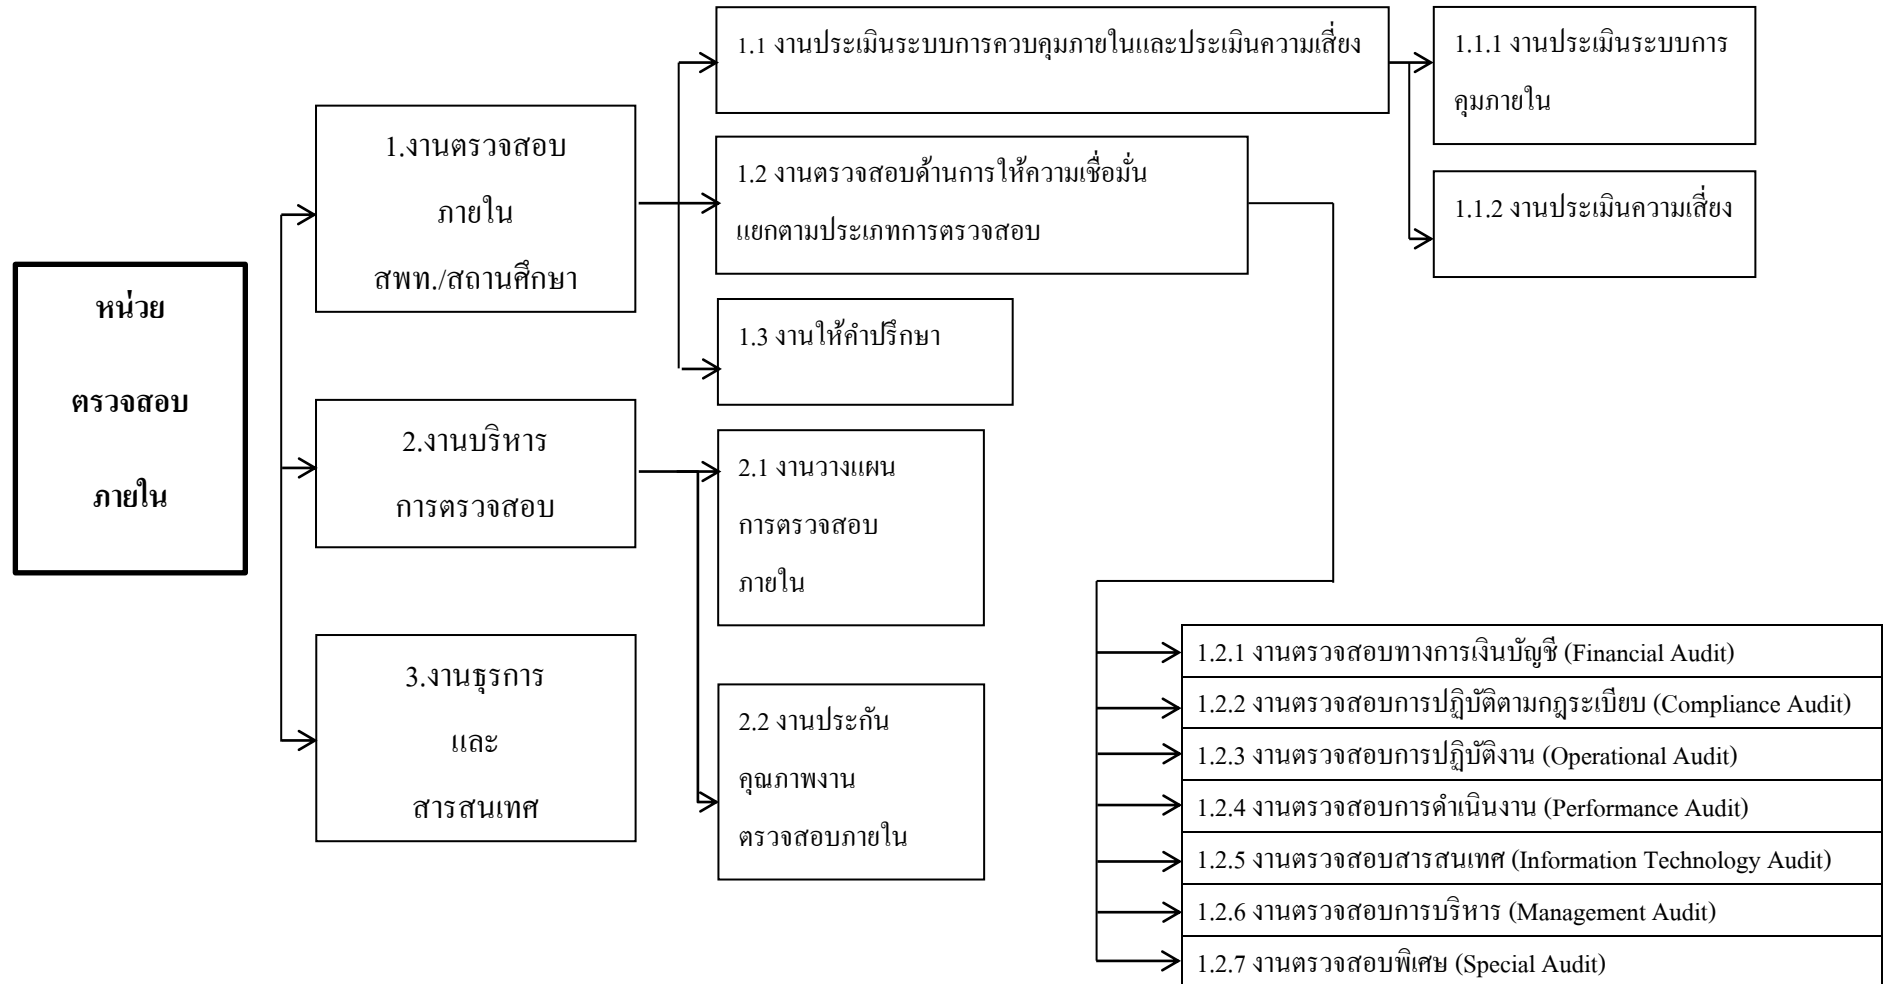 หน่วย
ตรวจสอบ
ภายใน
1.งานตรวจสอบ
ภายใน
สพท./สถานศึกษา
1.1 งานประเมินระบบการควบคุมภายในและประเมินความเสี่ยง
1.1.1 งานประเมินระบบการ
คุมภายใน
1.1.2 งานประเมินความเสี่ยง
1.2 งานตรวจสอบด้านการให้ความเชื่อมั่น
แยกตามประเภทการตรวจสอบ
1.2.1 งานตรวจสอบทางการเงินบัญชี (Financial Audit)
1.2.2 งานตรวจสอบการปฏิบัติตามกฎระเบียบ (Compliance Audit)
1.2.3 งานตรวจสอบการปฏิบัติงาน (Operational Audit)
1.2.4 งานตรวจสอบการดำเนินงาน (Performance Audit)
1.2.5 งานตรวจสอบสารสนเทศ (Information Technology Audit)
1.2.6 งานตรวจสอบการบริหาร (Management Audit)
1.2.7 งานตรวจสอบพิเศษ (Special Audit)
1.3 งานให้คำปรึกษา
2.งานบริหาร
การตรวจสอบ
2.1 งานวางแผน
การตรวจสอบ
ภายใน
2.2 งานประกัน
คุณภาพงาน
ตรวจสอบภายใน
3.งานธุรการ
และ
สารสนเทศ